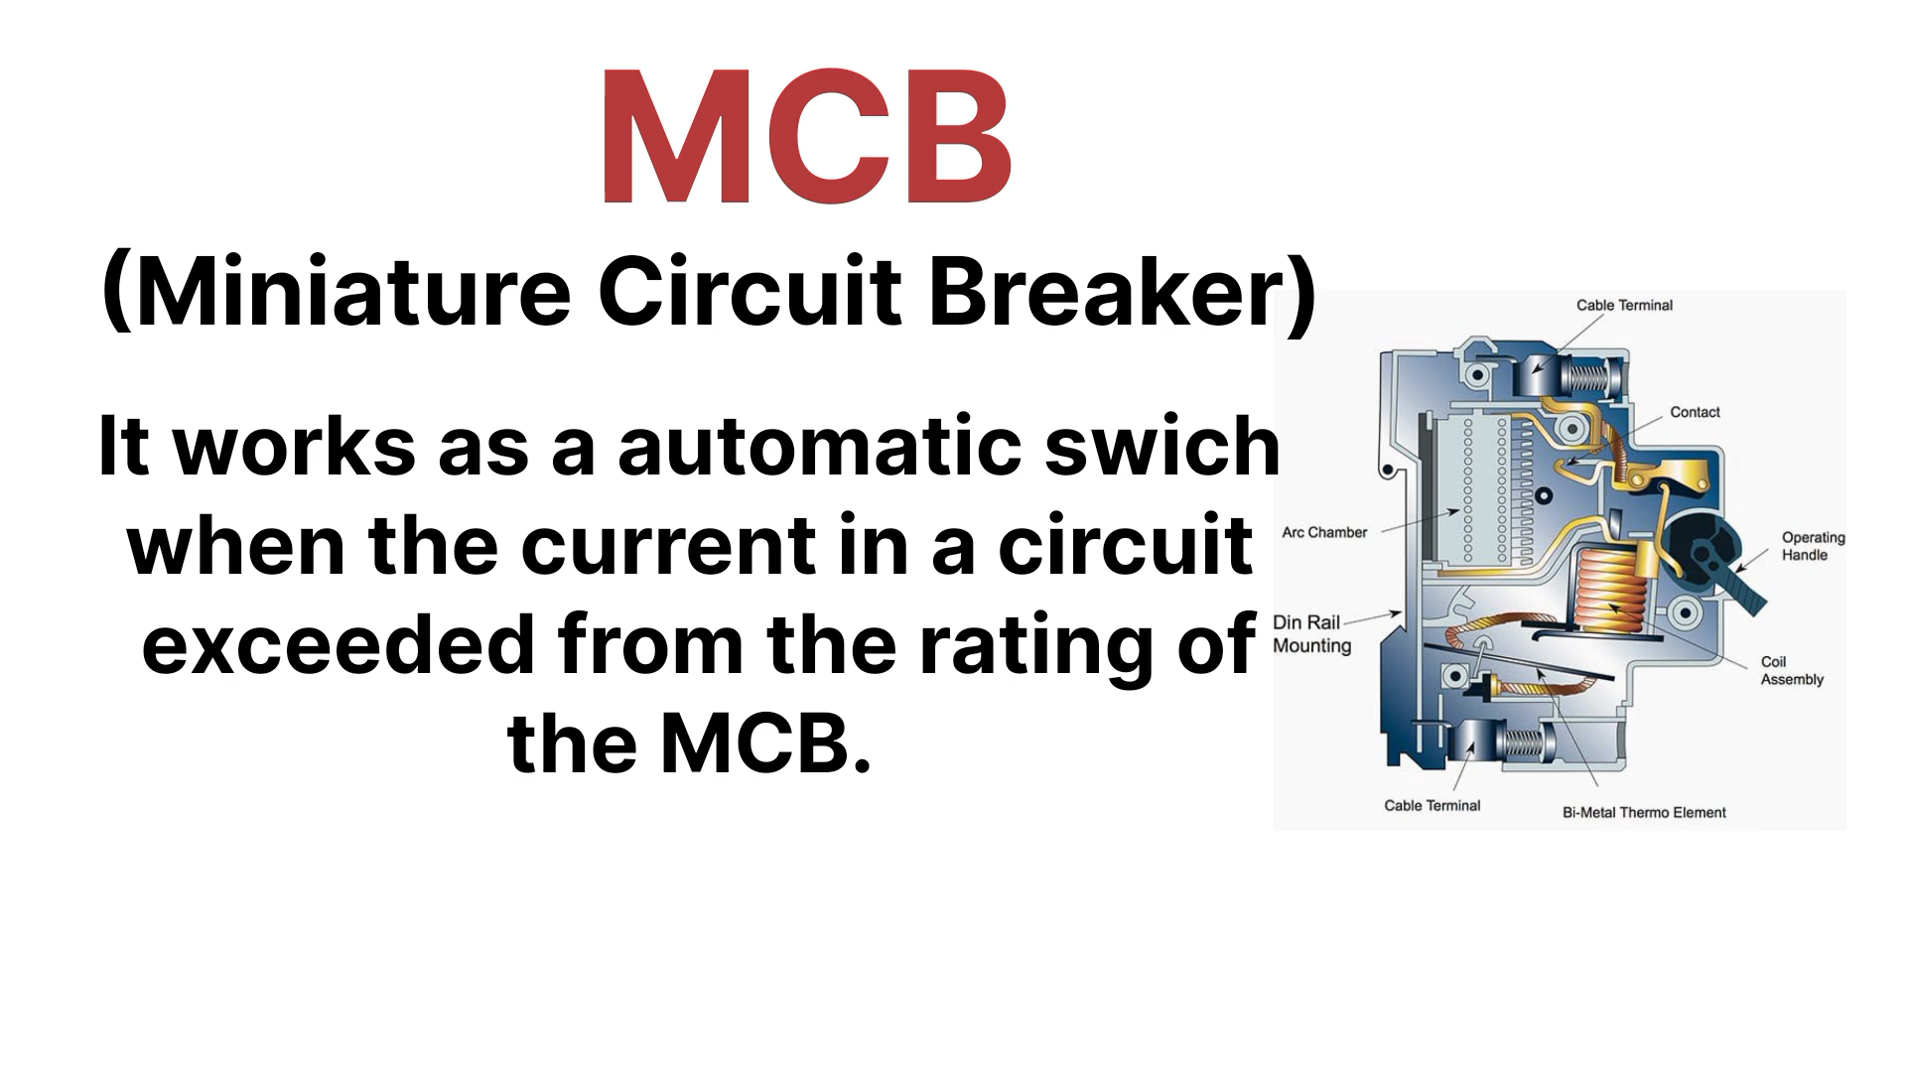 MCB
(Miniature Circuit Breaker)
It works as a automatic swich
when the current in a circuit
exceeded from the rating of
the MCB.
Cable Terminal
Contact
Arc Chamber
Operating
Handle
Din Rail
Mounting
Coil
Assembly
Cable Terminal
Bi-Metal Thermo Element